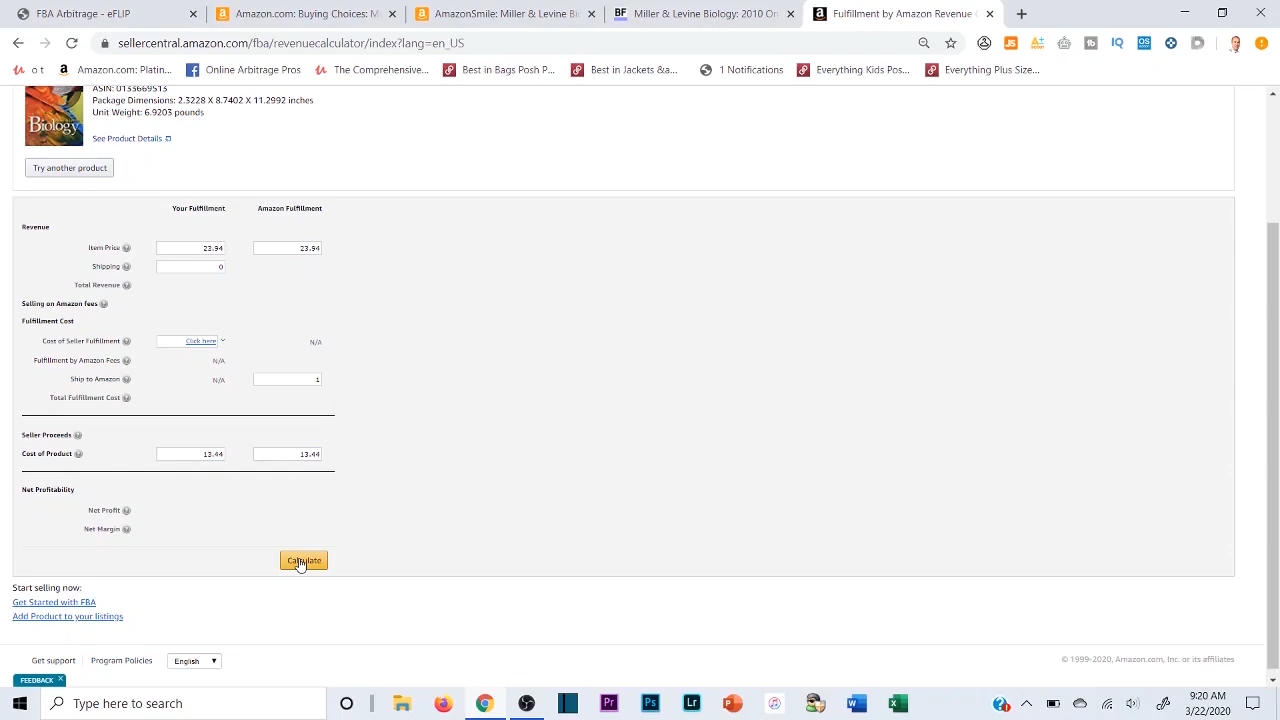 FBA Videos, Reference - eFLIP
Amazon.com: Buying Choices: M
AmazonSmile: Miller & Levine Bi
BF Miller & Levine Biology: 2010 On
Fulfillment by Amazon Revenue
sellercentral.amazon.com/fba/revenuecalculator/index?lang=en_US
o t
Amazon.com: Platin...
Online Arbitrage Pros
The Comprehensive...
Best in Bags Posh P...
Best in Jackets &a...
1 Notifications
Everything Kids Pos...
Everything Plus Size...
Biology
ASIN: 0133669513
Package Dimensions: 2.3228 X 8.7402 X 11.2992 inches
Unit Weight: 6.9203 pounds
See Product Details
Try another product
Your Fulfillment Amazon Fulfillment
Revenue
Item Price 23.94 23.94
Shipping 0
Total Revenue
Selling on Amazon fees
Fulfillment Cost
Cost of Seller Fulfillment Click here N/A
Fulfillment by Amazon Fees N/A
Ship to Amazon N/A 1
Total Fulfillment Cost
Seller Proceeds
Cost of Product 13.44 13.44
Net Profitability
Net Profit
Net Margin
Calculate
Start selling now:
Get Started with FBA
Add Product to your listings
Get support Program Policies English
© 1999-2020, Amazon.com, Inc. or its affiliates
FEEDBACK X
Type here to search
9:20 AM
3/22/2020